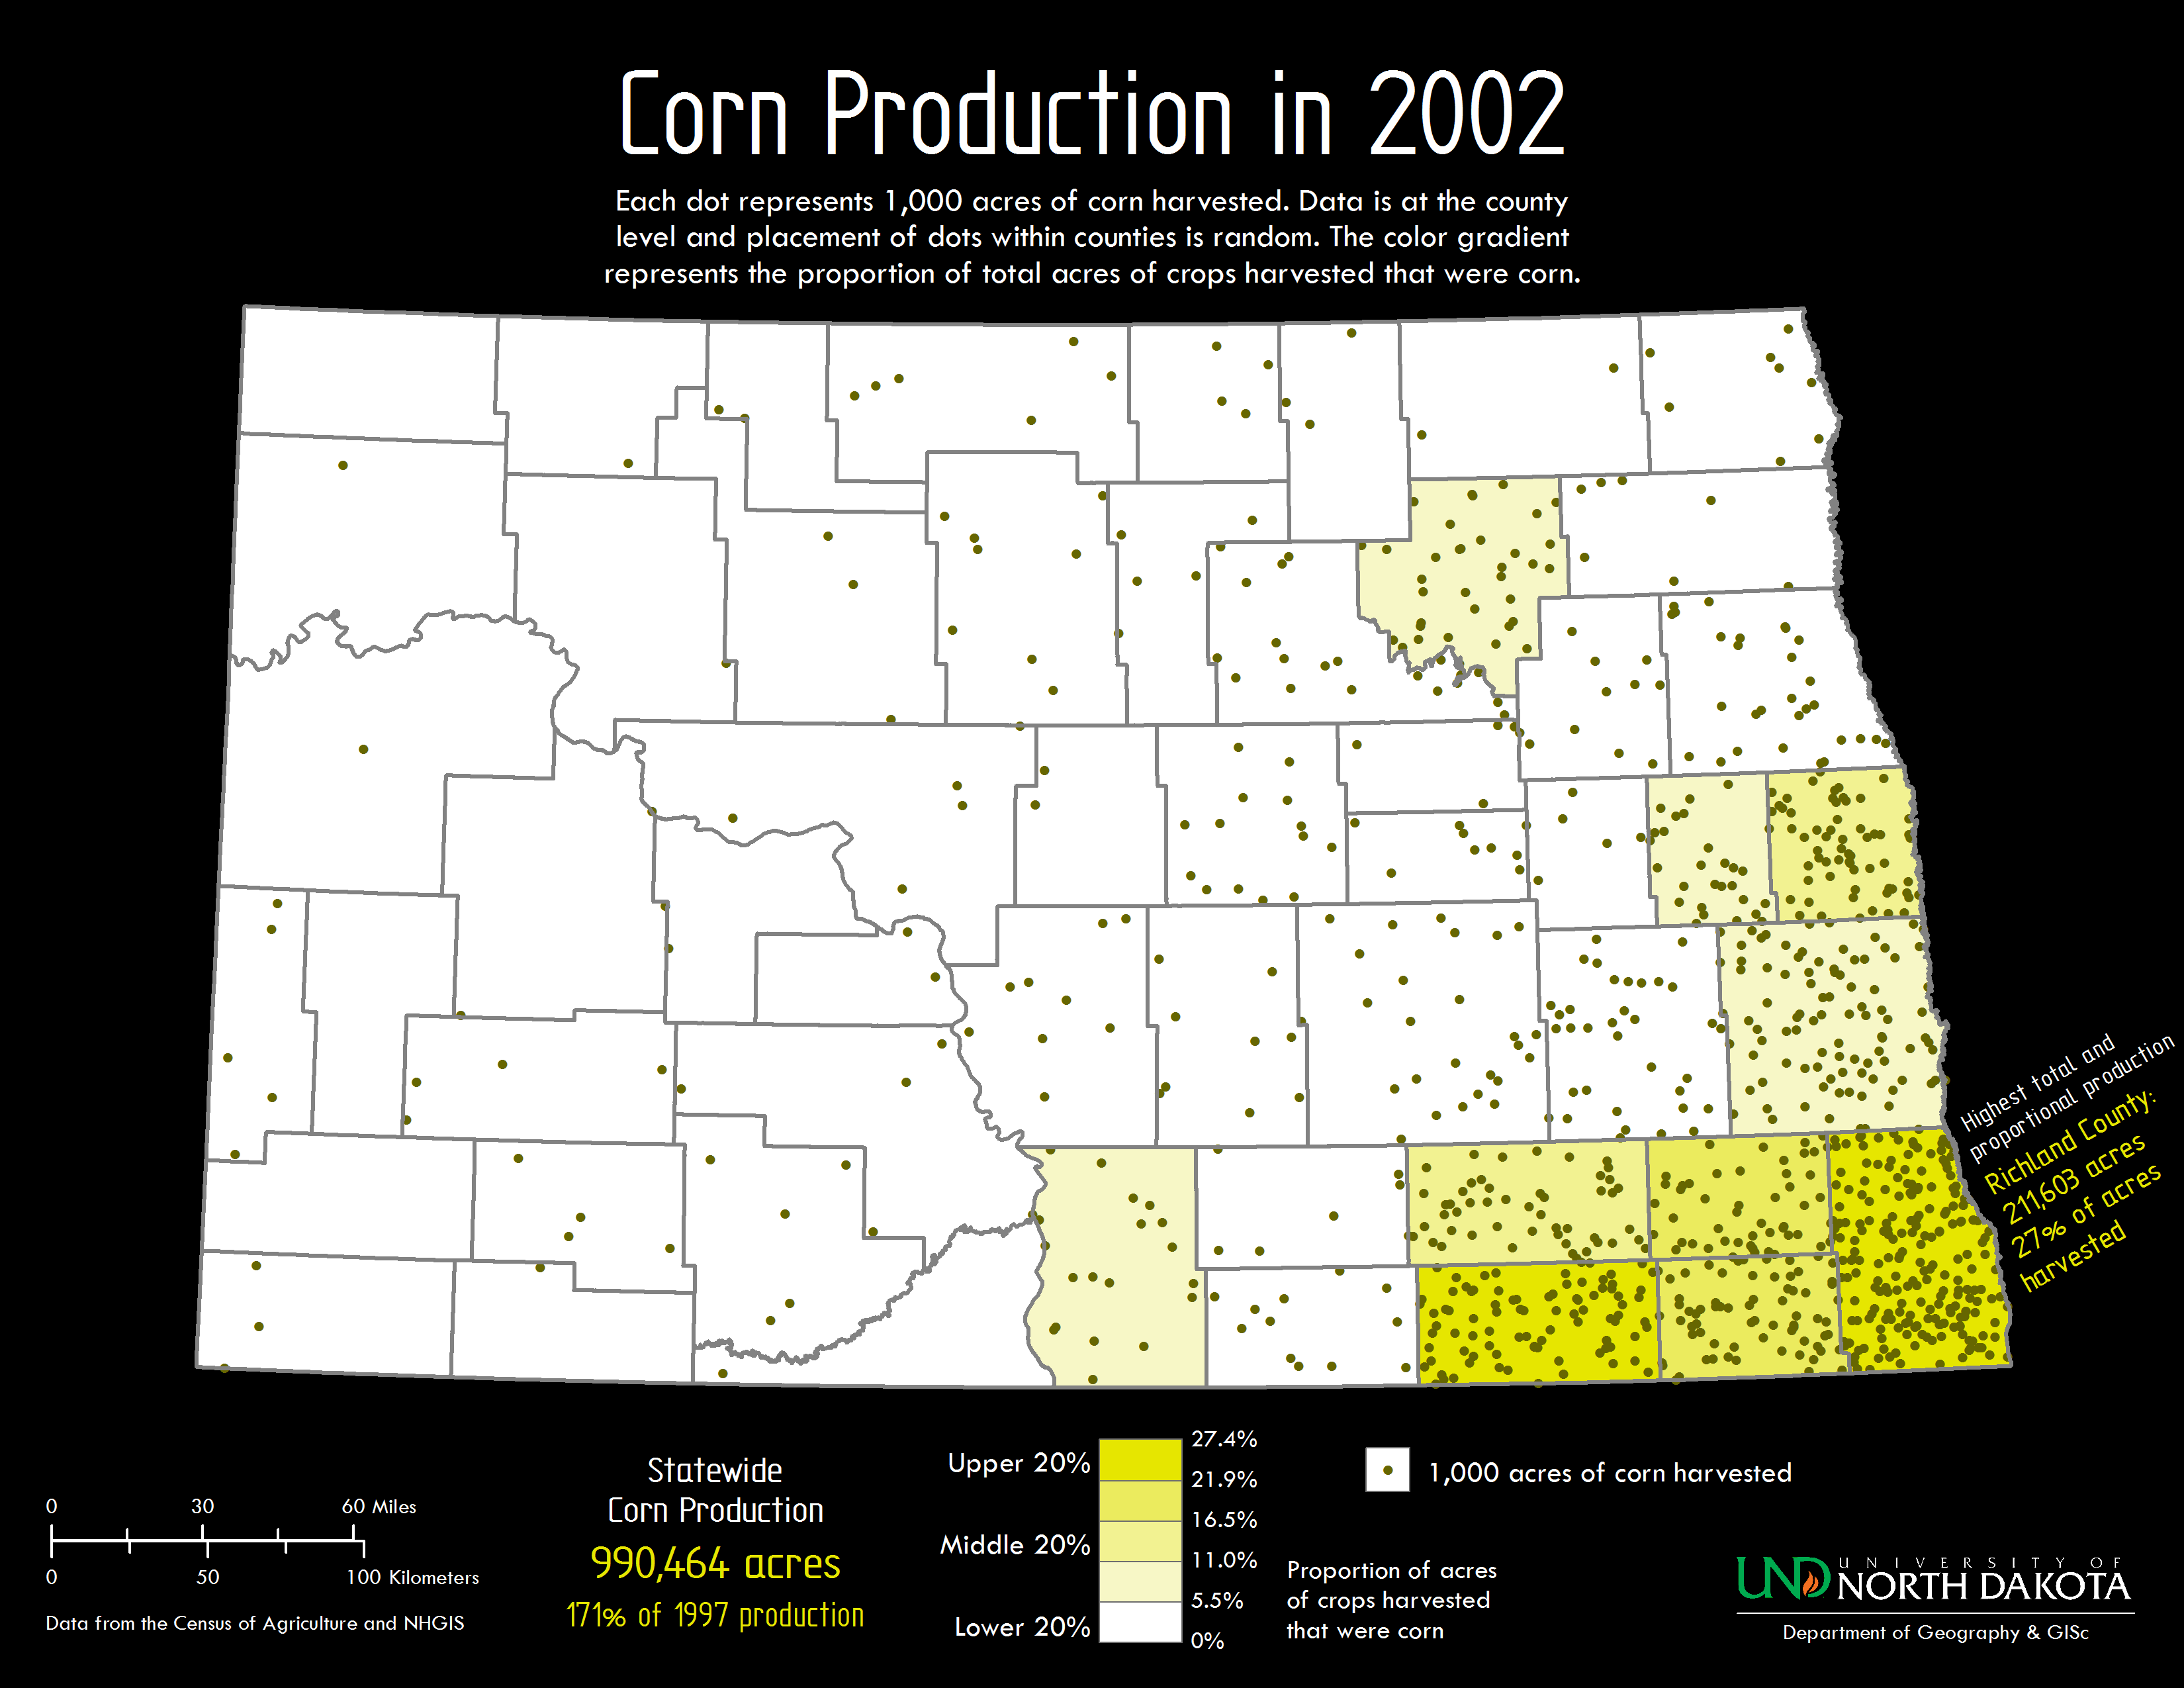 Corn Production in 2002
Each dot represents 1,000 acres of corn harvested. Data is at the county
level and placement of dots within counties is random. The color gradient
represents the proportion of total acres of crops harvested that were corn.
Highest total and
proportional production
Richland County:
211,603 acres
27% of acres
harvested
0 30 60 Miles
0 50 100 Kilometers
Data from the Census of Agriculture and NHGIS
Statewide
Corn Production
990,464 acres
171% of 1997 production
Upper 20%
Middle 20%
Lower 20%
27.4%
21.9%
16.5%
11.0%
5.5%
0%
1,000 acres of corn harvested
Proportion of acres
of crops harvested
that were corn
UND
UNIVERSITY OF
NORTH DAKOTA
Department of Geography & GISc